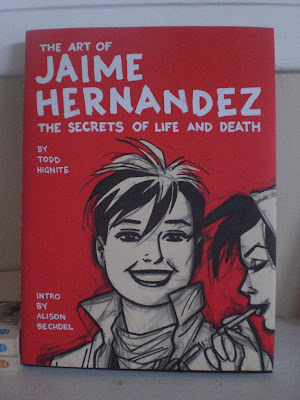 THE ART OF
JAIME
HERNANDEZ
THE SECRETS OF LIFE AND DEATH
BY
TODD
HIGNITE
INTRO
BY
ALISON
BECHDEL